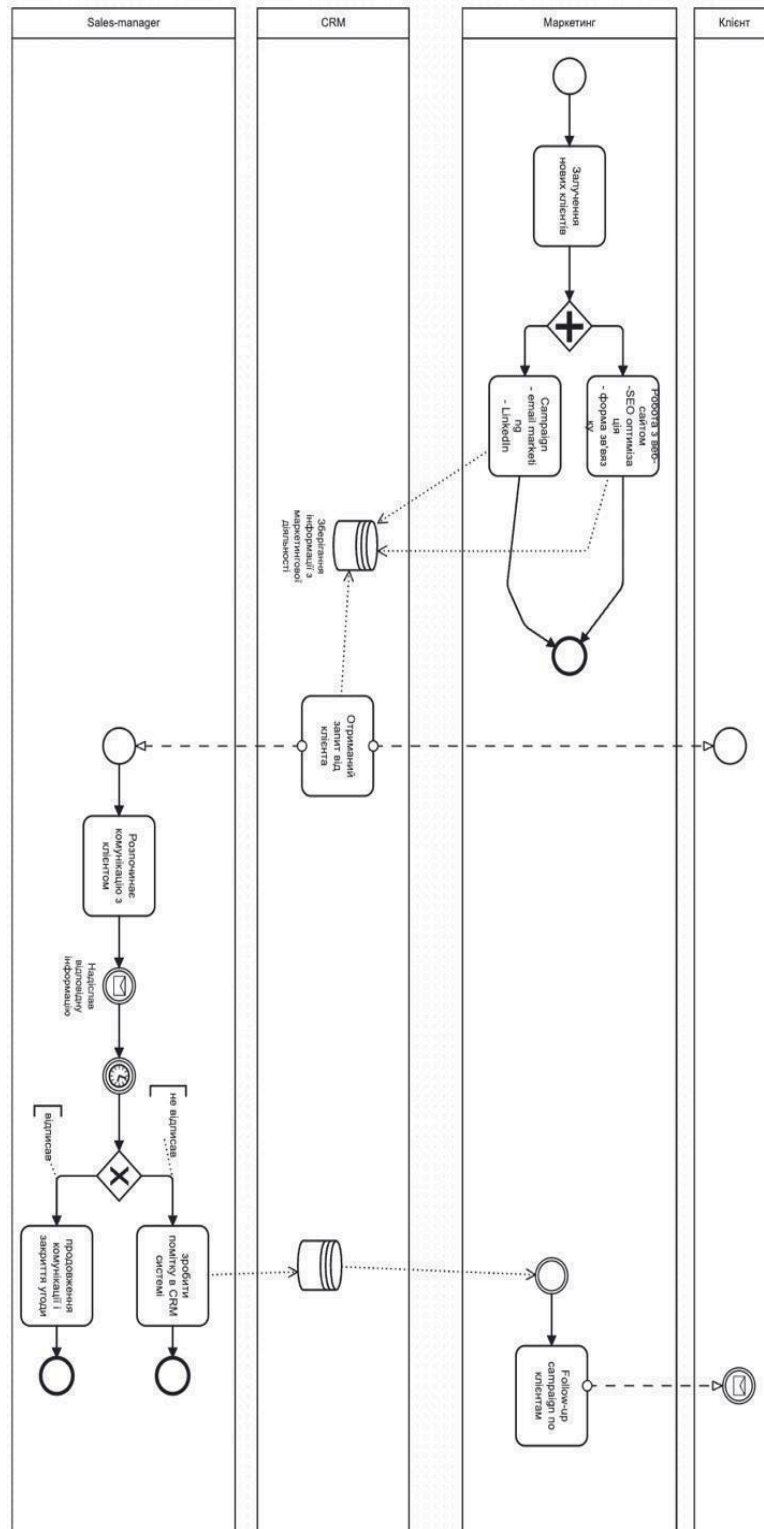 Sales-manager
CRM
Маркетинг
Клієнт
Залучення
нових клієнтів
Робота з веб-
сайтом
-SEO оптиміза
ція
- форма зв'яз
ку
Campaign
- email marketi
ng
- LinkedIn
Зберігання
інформації з
маркетингової
діяльності
Отриманий
запит від
клієнта
Розпочинає
комунікацію з
клієнтом
Надіслав
відповідну
інформацію
не відписав
відписав
зробити
помітку в CRM
системі
продовження
комунікації і
закриття угоди
Follow-up
campaign по
клієнтам